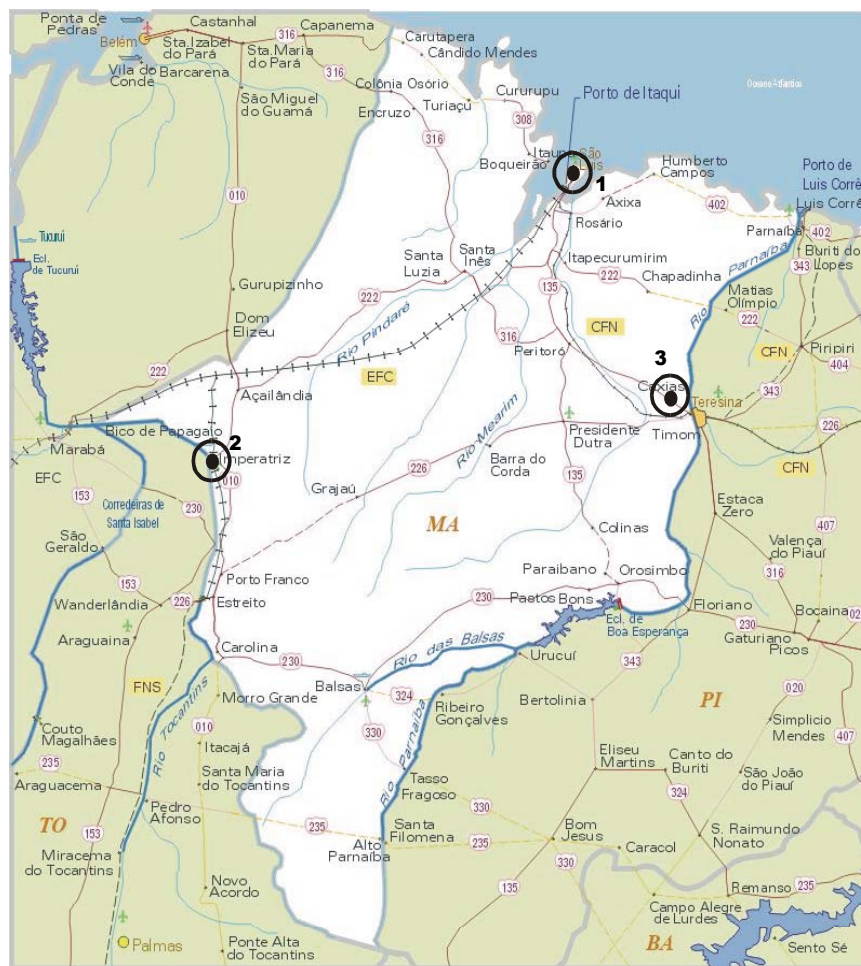 Ponta de
Pedras
Castanhal
Capanema
Belém
Sta.Izabel
do Pará
Sta.Maria
do Pará
316
316
Vila do
Conde
Barcarena
São Miguel
do Guamá
Carutapera
Cândido Mendes
Colônia Osório
Encruzo
Turiaçu
Cururupu
308
316
Porto de Itaqui
Oceano Atlântico
Boqueirão
São
Luis
1
Humberto
Campos
Porto de
Luis Corrê
Luis Corrê
Axixa
402
Rosário
Parnaíba
402
010
Tucuruí
Ecl.
de Tucuruí
Gurupizinho
Santa
Luzia
Santa
Inês
Itapecurumirim
222
Chapadinha
135
Buriti do
Lopes
343
Matias
Olímpio
222
Rio Parnaíba
Dom
Elizeu
222
Rio Pindaré
316
Peritoró
CFN
CFN
Piripiri
404
222
EFC
Açailândia
3
Caxias
343
Teresina
Timom
Marabá
Bico de Papagaio
2
Imperatriz
010
Rio Mearim
Presidente
Dutra
Barra do
Corda
226
226
CFN
EFC
153
Corredeiras de
Santa Isabel
230
Grajaú
MA
135
Estaca
Zero
407
São
Geraldo
Colinas
Valença
do Piauí
316
153
Porto Franco
Paraibano
Orosimbo
Wanderlândia
226
Estreito
230
Pastos Bons
Ecl. de
Boa Esperança
Floriano
230
Bocaina
020
Araguaina
Gaturiano
Picos
Carolina
230
Rio das Balsas
Urucuí
343
FNS
Balsas
324
Morro Grande
Ribeiro
Gonçalves
Bertolinia
PI
020
Rio Tocantins
010
330
Simplicio
Mendes
407
Couto
Magalhães
Itacajá
Rio Parnaíba
Eliseu
Martins
Canto do
Buriti
235
Araguacema
Santa Maria
do Tocantins
Tasso
Fragoso
330
São João
do Piauí
324
TO
153
Pedro
Afonso
235
Alto
Parnaíba
Santa
Filomena
235
Bom
Jesus
330
Caracol
S. Raimundo
Nonato
Miracema
do Tocantins
Novo
Acordo
135
Remanso
235
Campo Alegre
de Lurdes
BA
Palmas
Ponte Alta
do Tocantins
Sento Sé